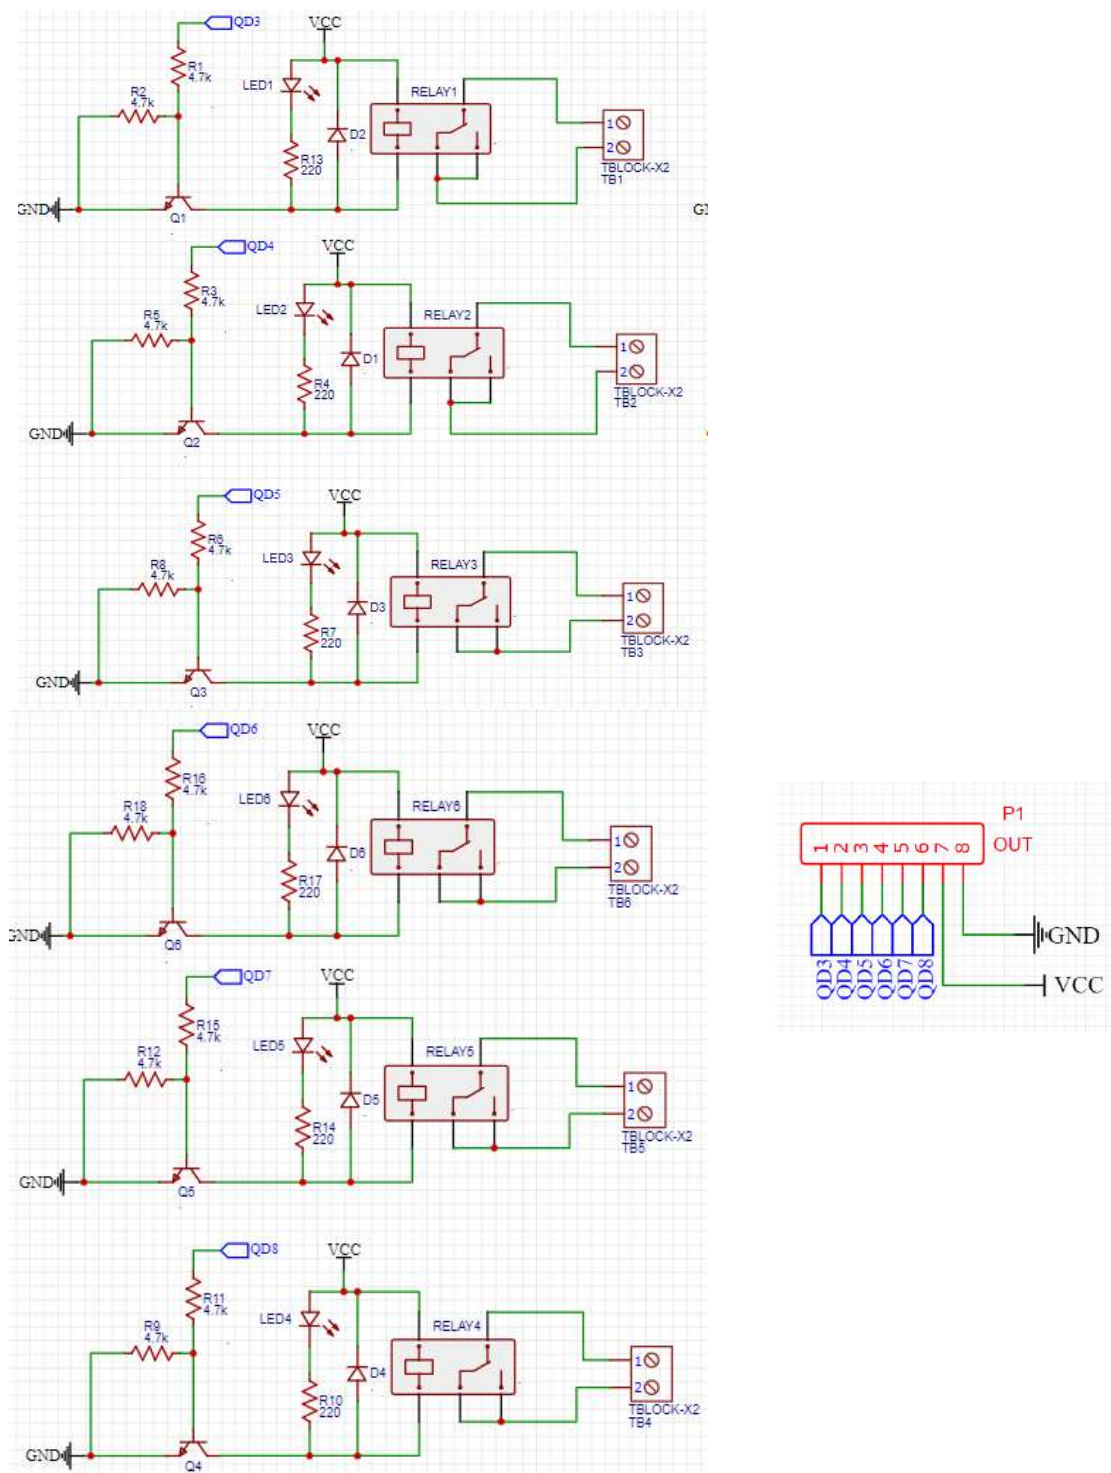 QD3
VCC
R1
4.7k
LED1
RELAY1
R2
4.7k
D2
1
2
R13
220
TBLOCK-X2
TB1
GND
Q1
QD4
VCC
R3
4.7k
LED2
RELAY2
R5
4.7k
D1
1
2
R4
220
TBLOCK-X2
TB2
GND
Q2
QD5
VCC
R6
4.7k
LED3
RELAY3
R8
4.7k
D3
1
2
R7
220
TBLOCK-X2
TB3
GND
Q3
QD6
VCC
R16
4.7k
LED6
RELAY6
R18
4.7k
D6
1
2
R17
220
TBLOCK-X2
TB6
GND
Q6
QD7
VCC
R15
4.7k
LED5
RELAY5
R12
4.7k
D5
1
2
R14
220
TBLOCK-X2
TB5
GND
Q5
QD8
VCC
R11
4.7k
LED4
RELAY4
R9
4.7k
D4
1
2
R10
220
TBLOCK-X2
TB4
GND
Q4
P1
OUT
1 2 3 4 5 6 7 8
QD3 QD4 QD5 QD6 QD7 QD8
GND
VCC